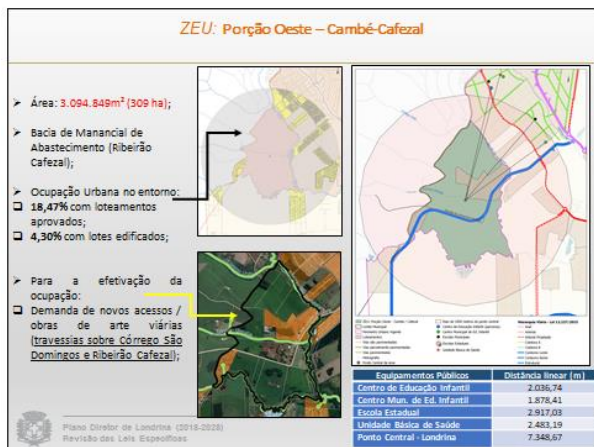 ZEU: Porção Oeste – Cambé-Cafezal
➢ Área: 3.094.849m² (309 ha);
➢ Bacia de Manancial de
Abastecimento (Ribeirão
Cafezal);
➢ Ocupação Urbana no entorno:
❑ 18,47% com loteamentos
aprovados;
❑ 4,30% com lotes edificados;
➢ Para a efetivação da
ocupação:
❑ Demanda de novos acessos /
obras de arte viárias
(travessias sobre Córrego São
Domingos e Ribeirão Cafezal);
Equipamentos Públicos Distância linear (m)
Centro de Educação Infantil 2.036,74
Centro Mun. de Ed. Infantil 1.878,41
Escola Estadual 2.917,03
Unidade Básica de Saúde 2.483,19
Ponto Central - Londrina 7.348,67
Plano Diretor de Londrina (2018-2028)
Revisão das Leis Específicas